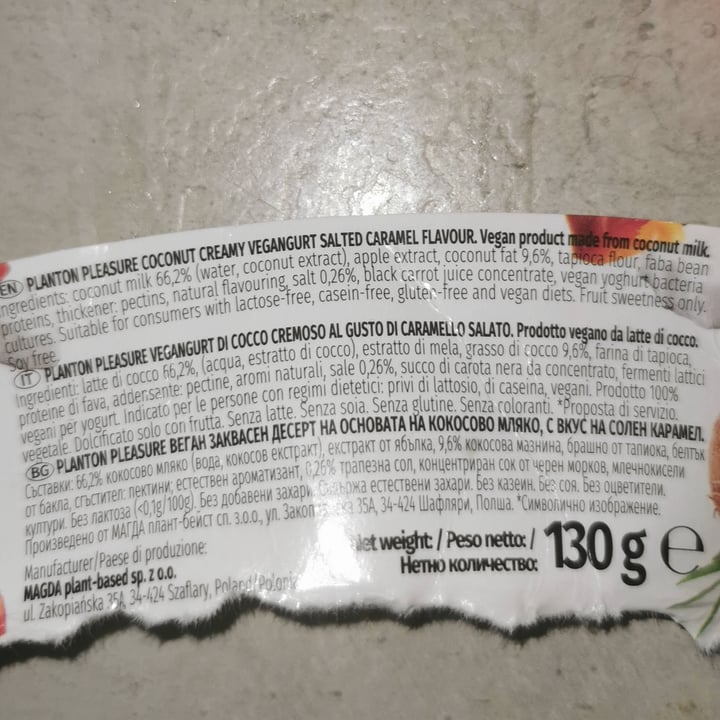 EN PLANTON PLEASURE COCONUT CREAMY VEGANGURT SALTED CARAMEL FLAVOUR. Vegan product made from coconut milk.
Ingredients: coconut milk 66,2% (water, coconut extract), apple extract, coconut fat 9,6%, tapioca flour, faba bean
proteins, thickener: pectins, natural flavouring, salt 0,26%, black carrot juice concentrate, vegan yoghurt bacteria
cultures. Suitable for consumers with lactose-free, casein-free, gluten-free and vegan diets. Fruit sweetness only.
Soy free.
IT PLANTON PLEASURE VEGANGURT DI COCCO CREMOSO AL GUSTO DI CARAMELLO SALATO. Prodotto vegano da latte di cocco.
Ingredienti: latte di cocco 66,2%, (acqua, estratto di cocco), estratto di mela, grasso di cocco 9,6%, farina di tapioca,
proteine di fava, addensante: pectine, aromi naturali, sale 0,26%, succo di carota nera da concentrato, fermenti lattici
vegani per yogurt. Indicato per le persone con regimi dietetici: privi di lattosio, di caseina, vegani. Prodotto 100%
vegetale. Dolcificato solo con frutta. Senza latte. Senza soia. Senza glutine. Senza coloranti. *Proposta di servizio.
BG PLANTON PLEASURE ВЕГАН ЗАКВАСЕН ДЕСЕРТ НА ОСНОВАТА НА КОКОСОВО МЛЯКО, С ВКУС НА СОЛЕН КАРАМЕЛ.
Съставки: 66,2% кокосово мляко (вода, кокосов екстракт), екстракт от ябълка, 9,6% кокосова мазнина, брашно от тапиока, белтък
от бакла, сгъстител: пектини, естествен ароматизант, 0,26% трапезна сол, концентриран сок от черен морков, млечнокисели
култури. Без лактоза (<0,1g/100g). Без добавени захари. Съдържа естествени захари. Без казеин. Без соя. Без оцветители.
Произведено от МАГДА плант-бейст сп. з.о.о., ул. 35А, 34-424 Шафляри, Полша. *Символично изображение.
Manufacturer/Paese di produzione:
MAGDA plant-based sp. z o.o.
ul. Zakopiańska 35A, 34-424 Szaflary, Poland/Polonia
Net weight: / Peso netto: /
Нетно количество:
130 g ℮